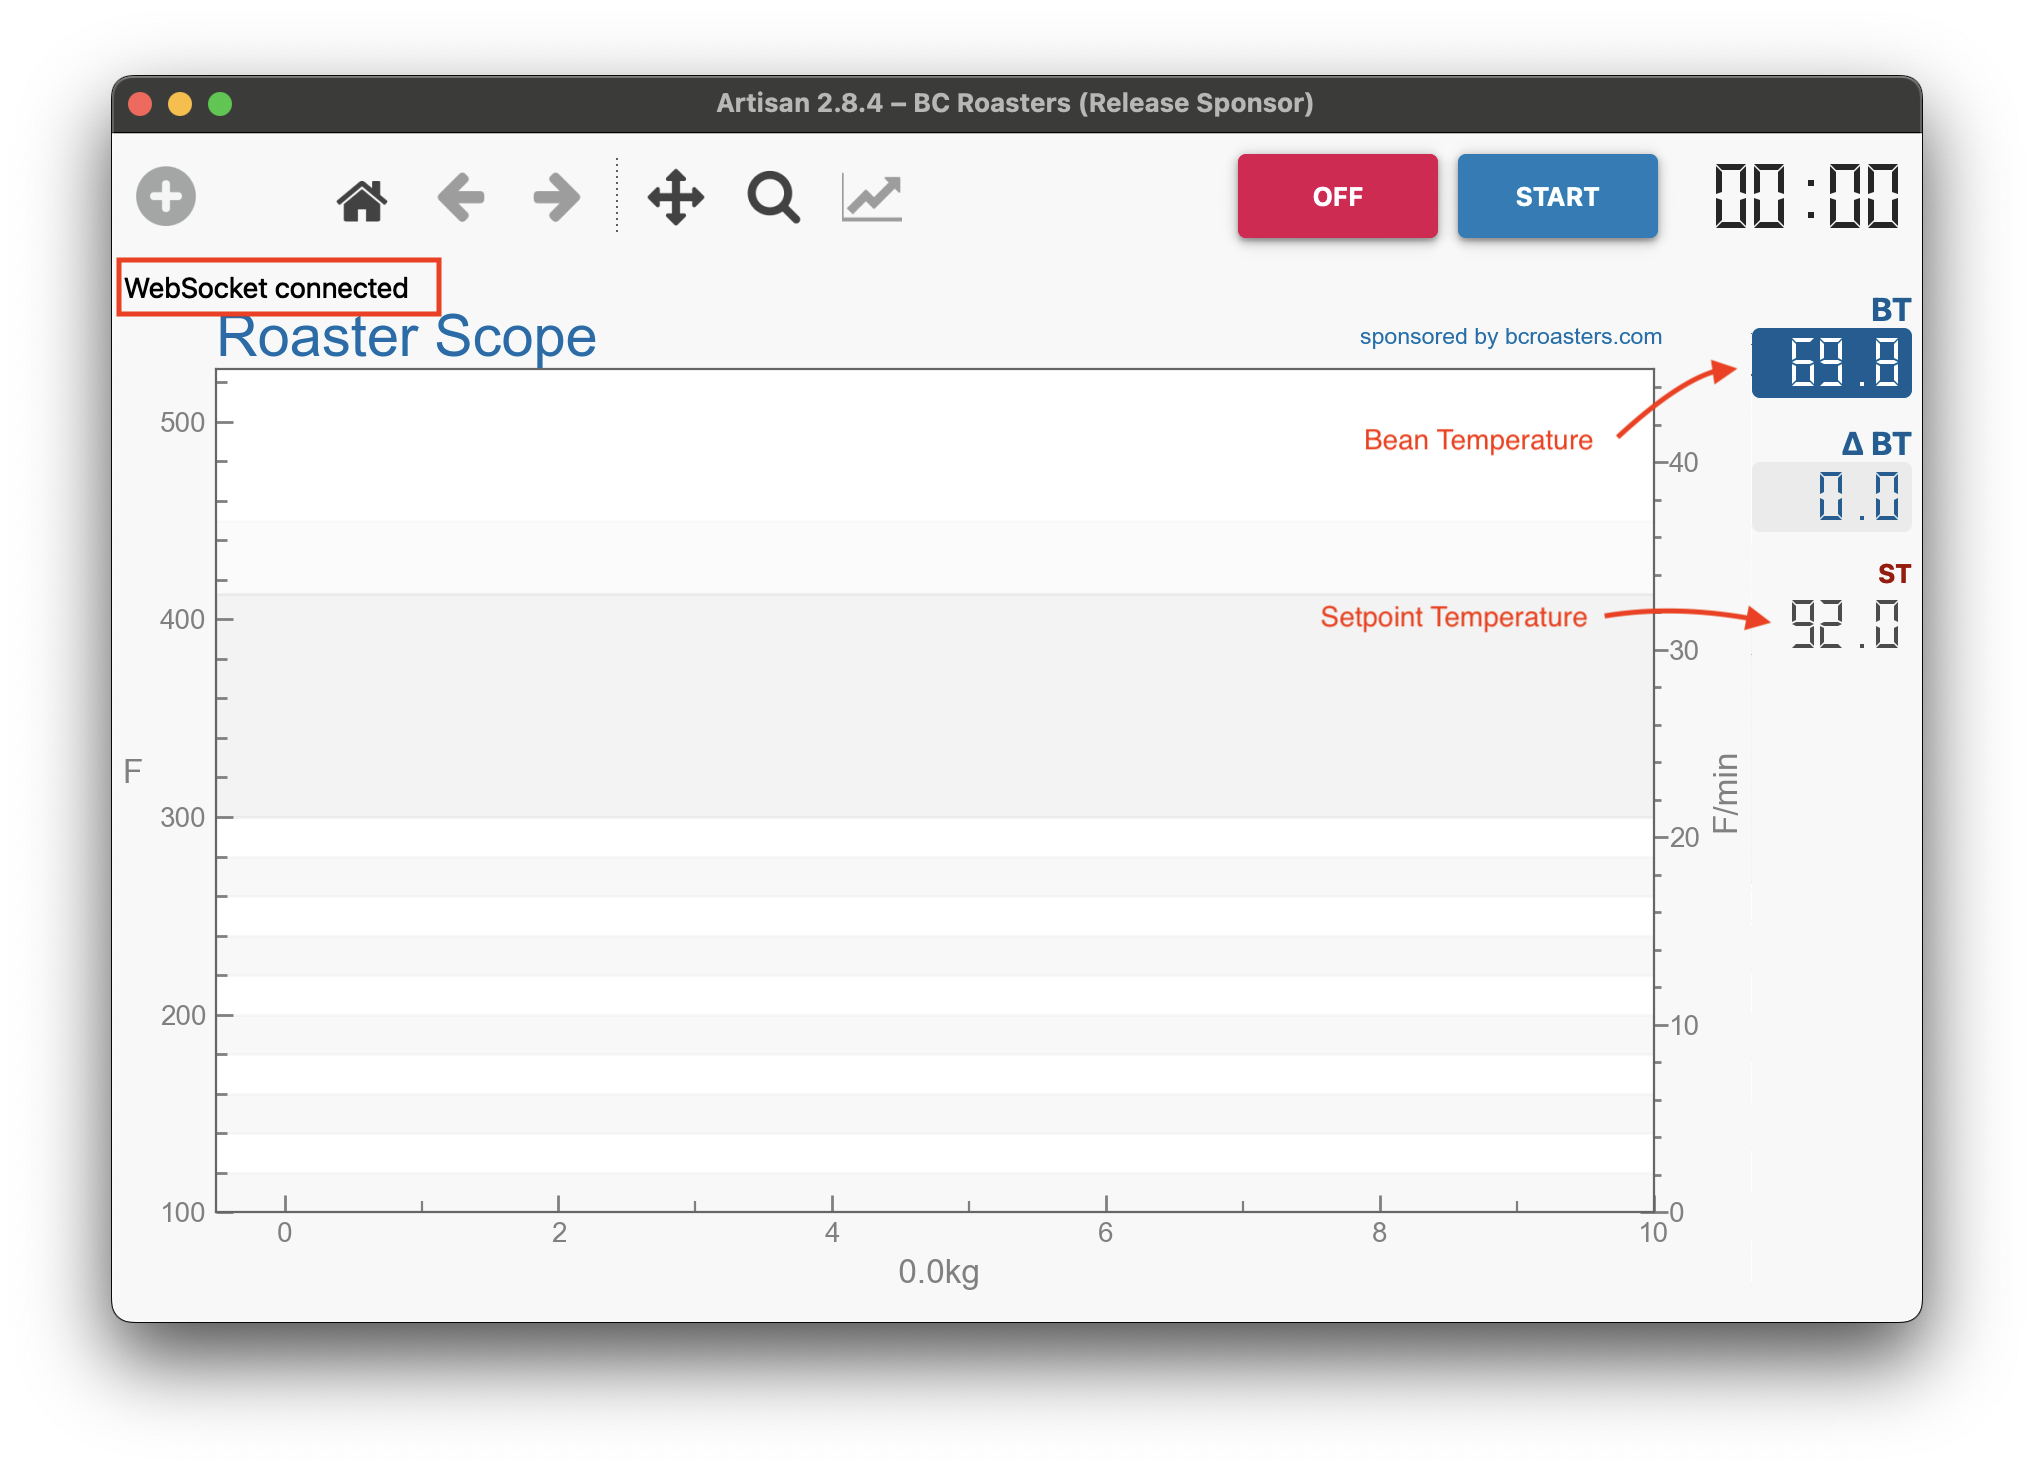 Artisan 2.8.4 – BC Roasters (Release Sponsor)
OFF
START
00:00
WebSocket connected
Roaster Scope
sponsored by bcroasters.com
BT
69.8
Bean Temperature
Δ BT
0.0
ST
Setpoint Temperature
92.0
500
400
300
200
100
F
40
30
20
10
0
F/min
0
2
4
6
8
10
0.0kg